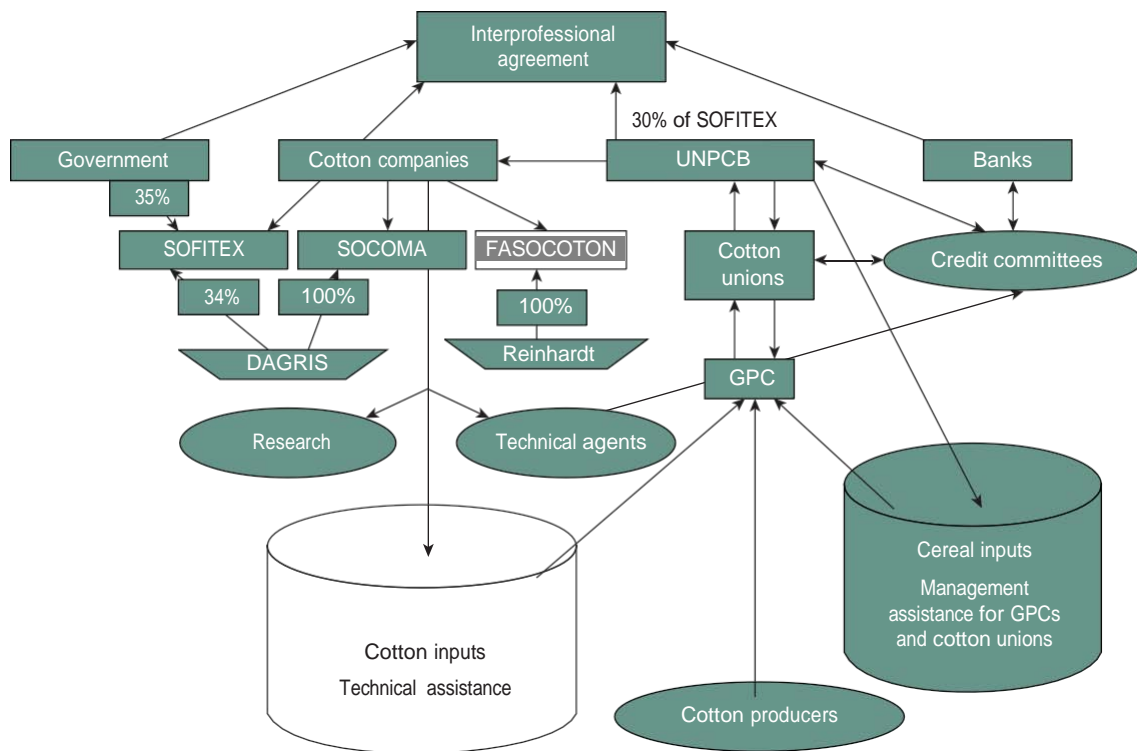 Interprofessional
agreement
30% of SOFITEX
Government
Cotton companies
UNPCB
Banks
35%
SOFITEX
SOCOMA
FASOCOTON
Cotton
unions
Credit committees
34%
100%
100%
DAGRIS
Reinhardt
GPC
Research
Technical agents
Cereal inputs
Management
assistance for GPCs
and cotton unions
Cotton inputs
Technical assistance
Cotton producers